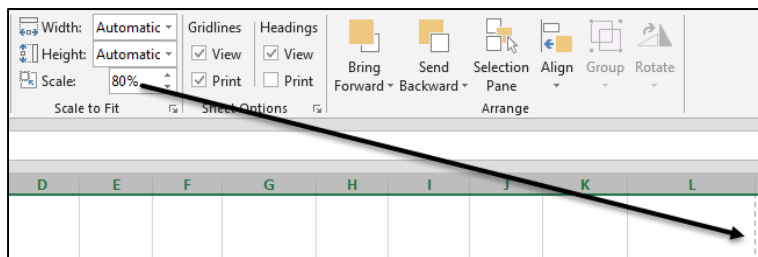 Width: Automatic Gridlines Headings
Height: Automatic View View Bring Send Selection Align Group Rotate
Scale: 80% Print Print Forward Backward Pane
Scale to Fit Sheet Options Arrange
D E F G H I J K L